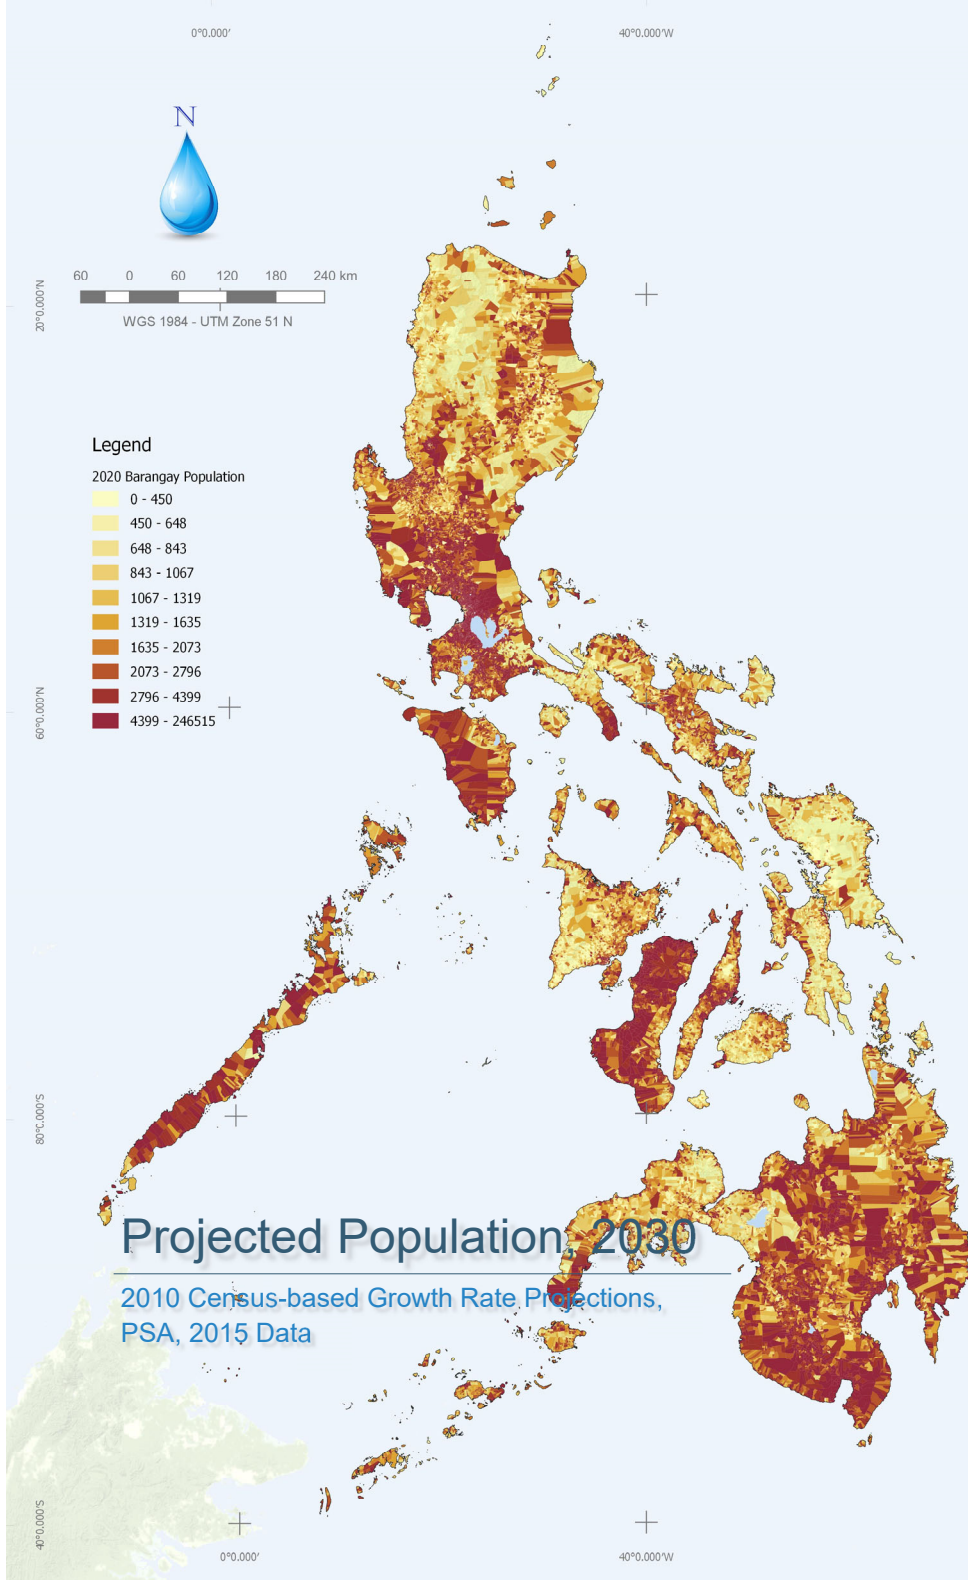 0°0.000'
40°0.000'W
N
60 0 60 120 180 240 km
WGS 1984 - UTM Zone 51 N
20°0.000'N
Legend
2020 Barangay Population
0 - 450
450 - 648
648 - 843
843 - 1067
1067 - 1319
1319 - 1635
1635 - 2073
2073 - 2796
2796 - 4399
4399 - 246515
60°0.000'N
80°0.000'S
Projected Population, 2030
2010 Census-based Growth Rate Projections,
PSA, 2015 Data
40°0.000'S
0°0.000'
40°0.000'W